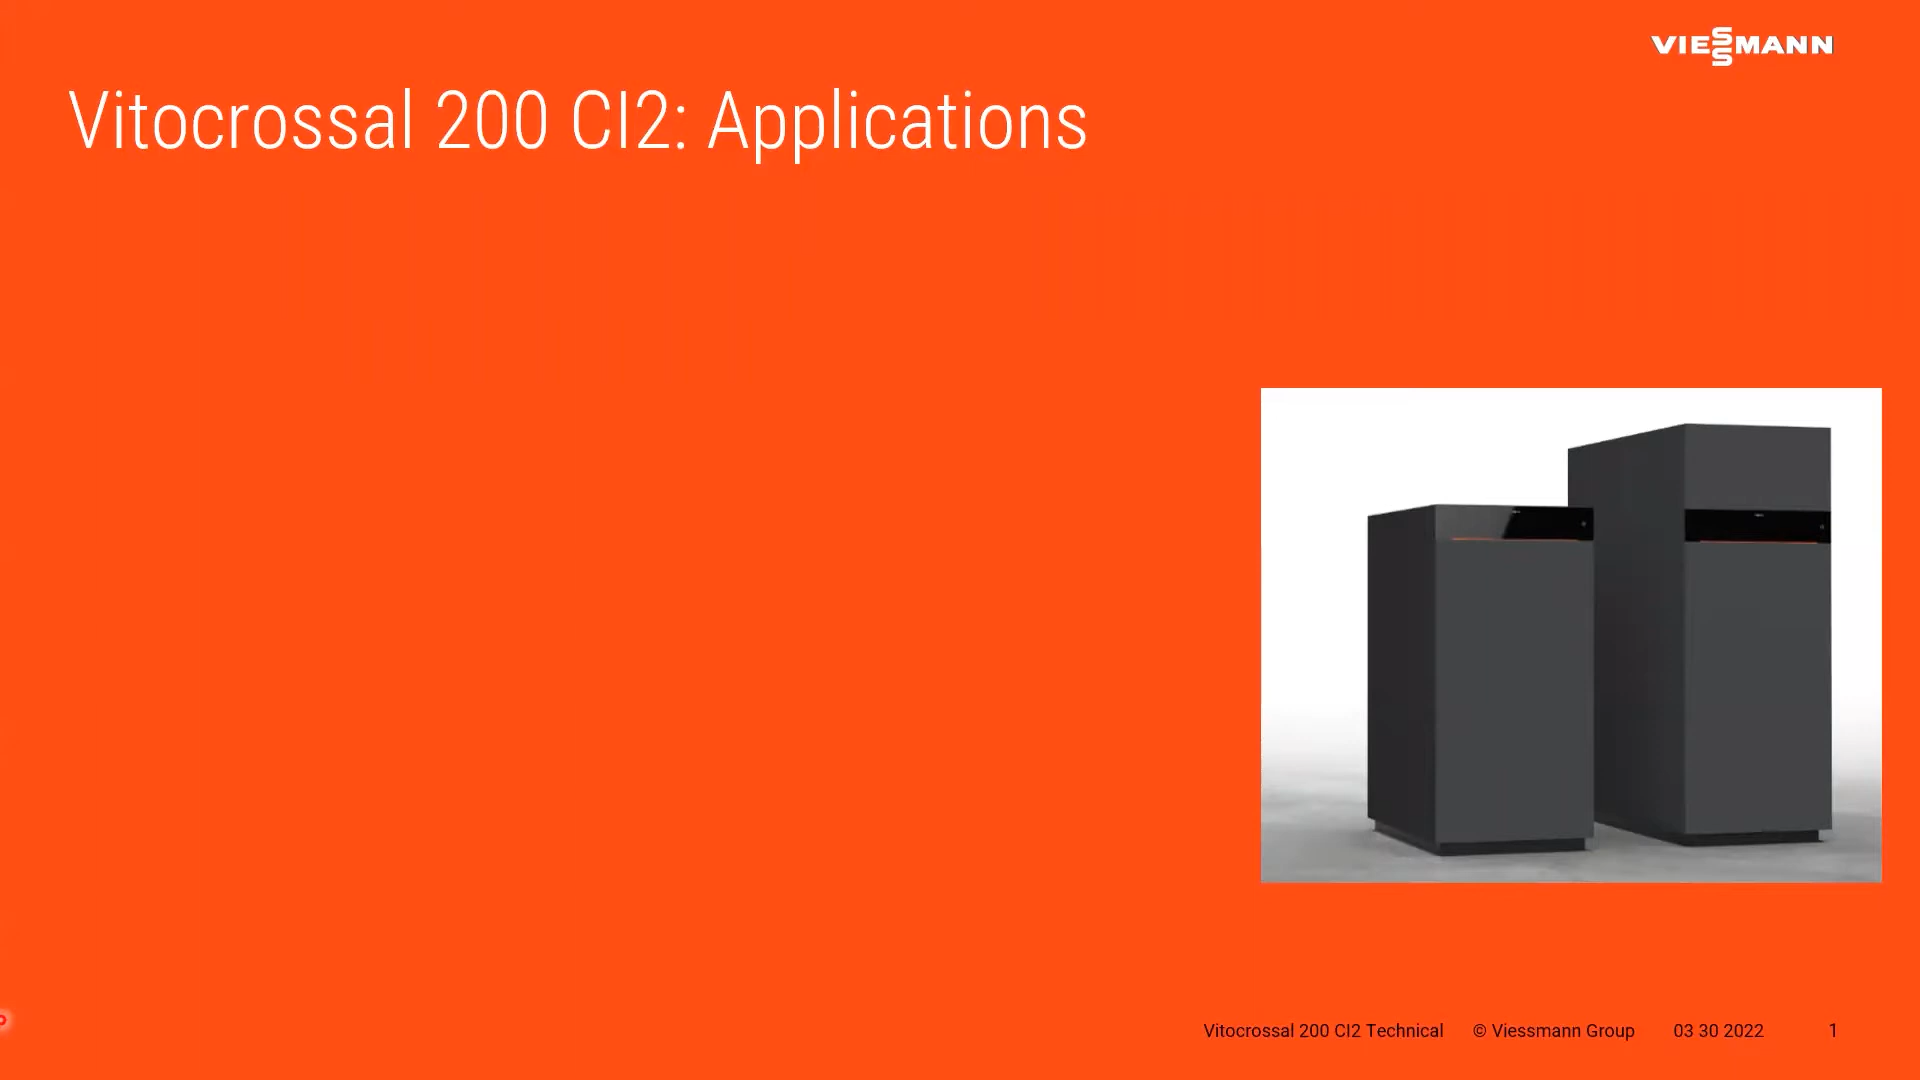 VIESSMANN
Vitocrossal 200 CI2: Applications
Vitocrossal 200 CI2 Technical © Viessmann Group 03 30 2022 1